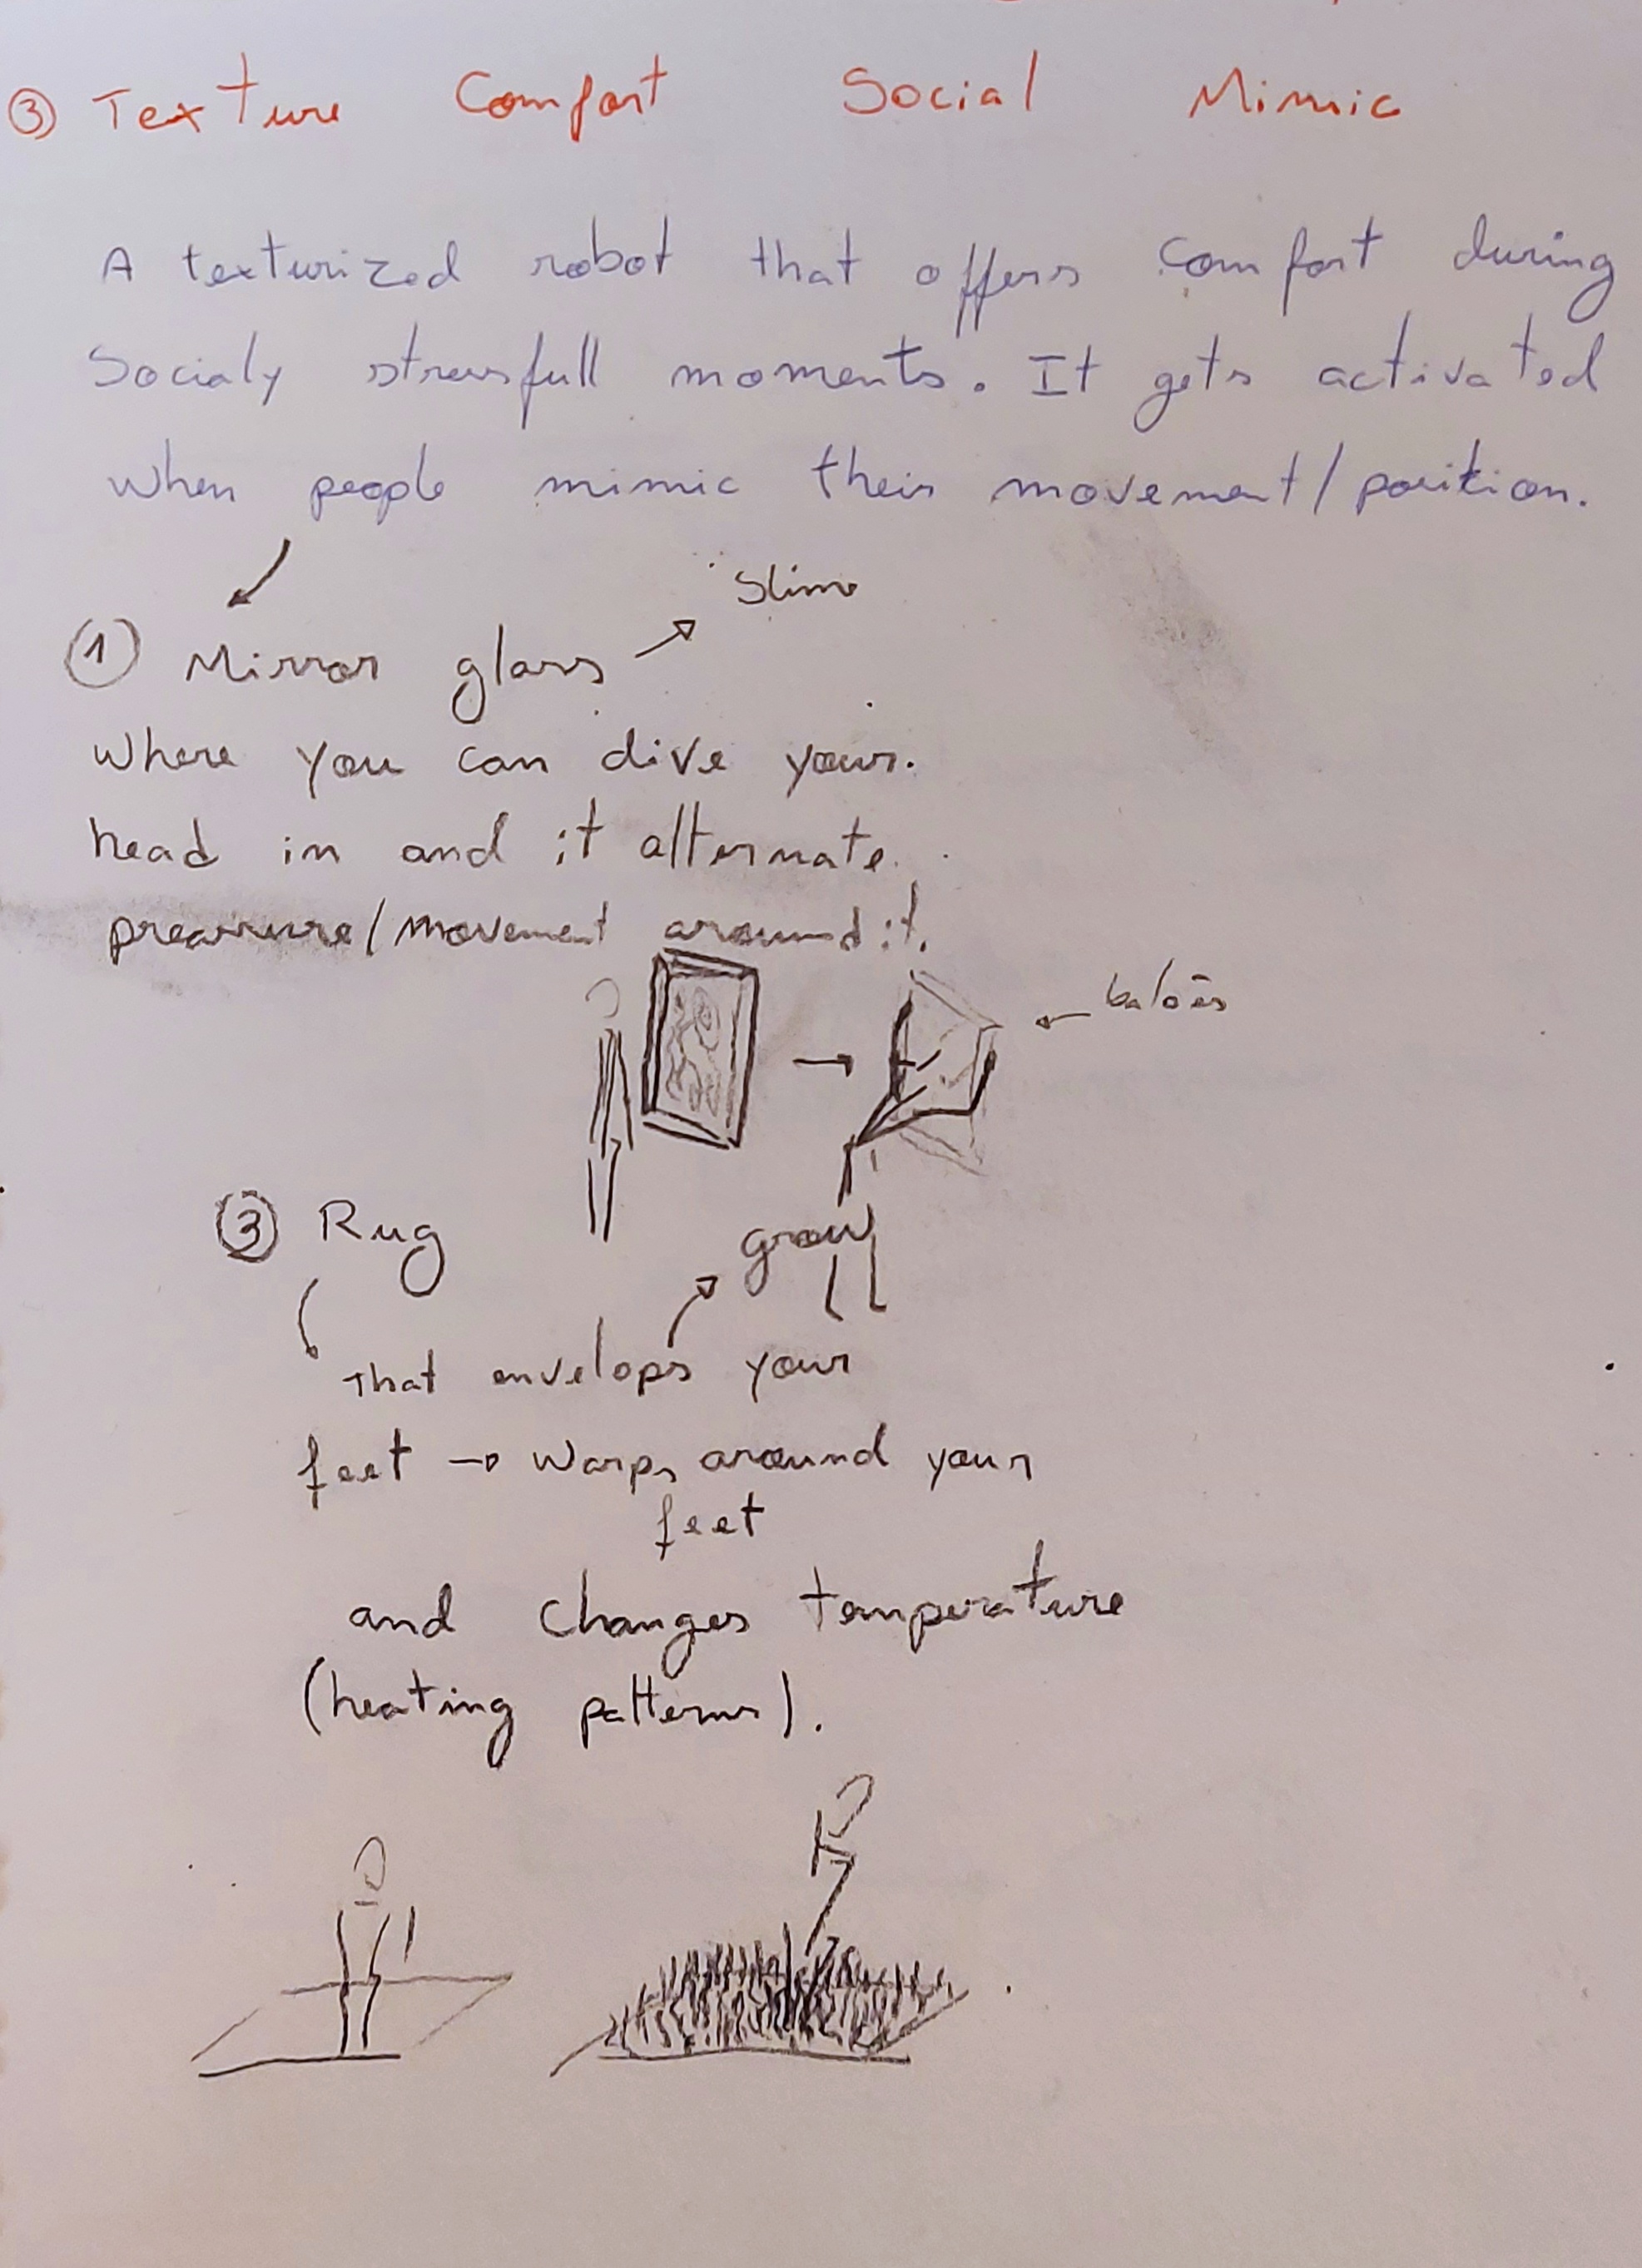 ③ Texture Comfort Social Mimic
A texturized robot that offers comfort during
Socialy stressfull moments. It gets activated
when people mimic their movement/position.
Slime
① Mirror glass
where you can dive your
head in and it alternate
preassure/movement around it.
balões
③ Rug
grow
That envelops your
feet → warps around your
feet
and changes temperature
(heating patterns).